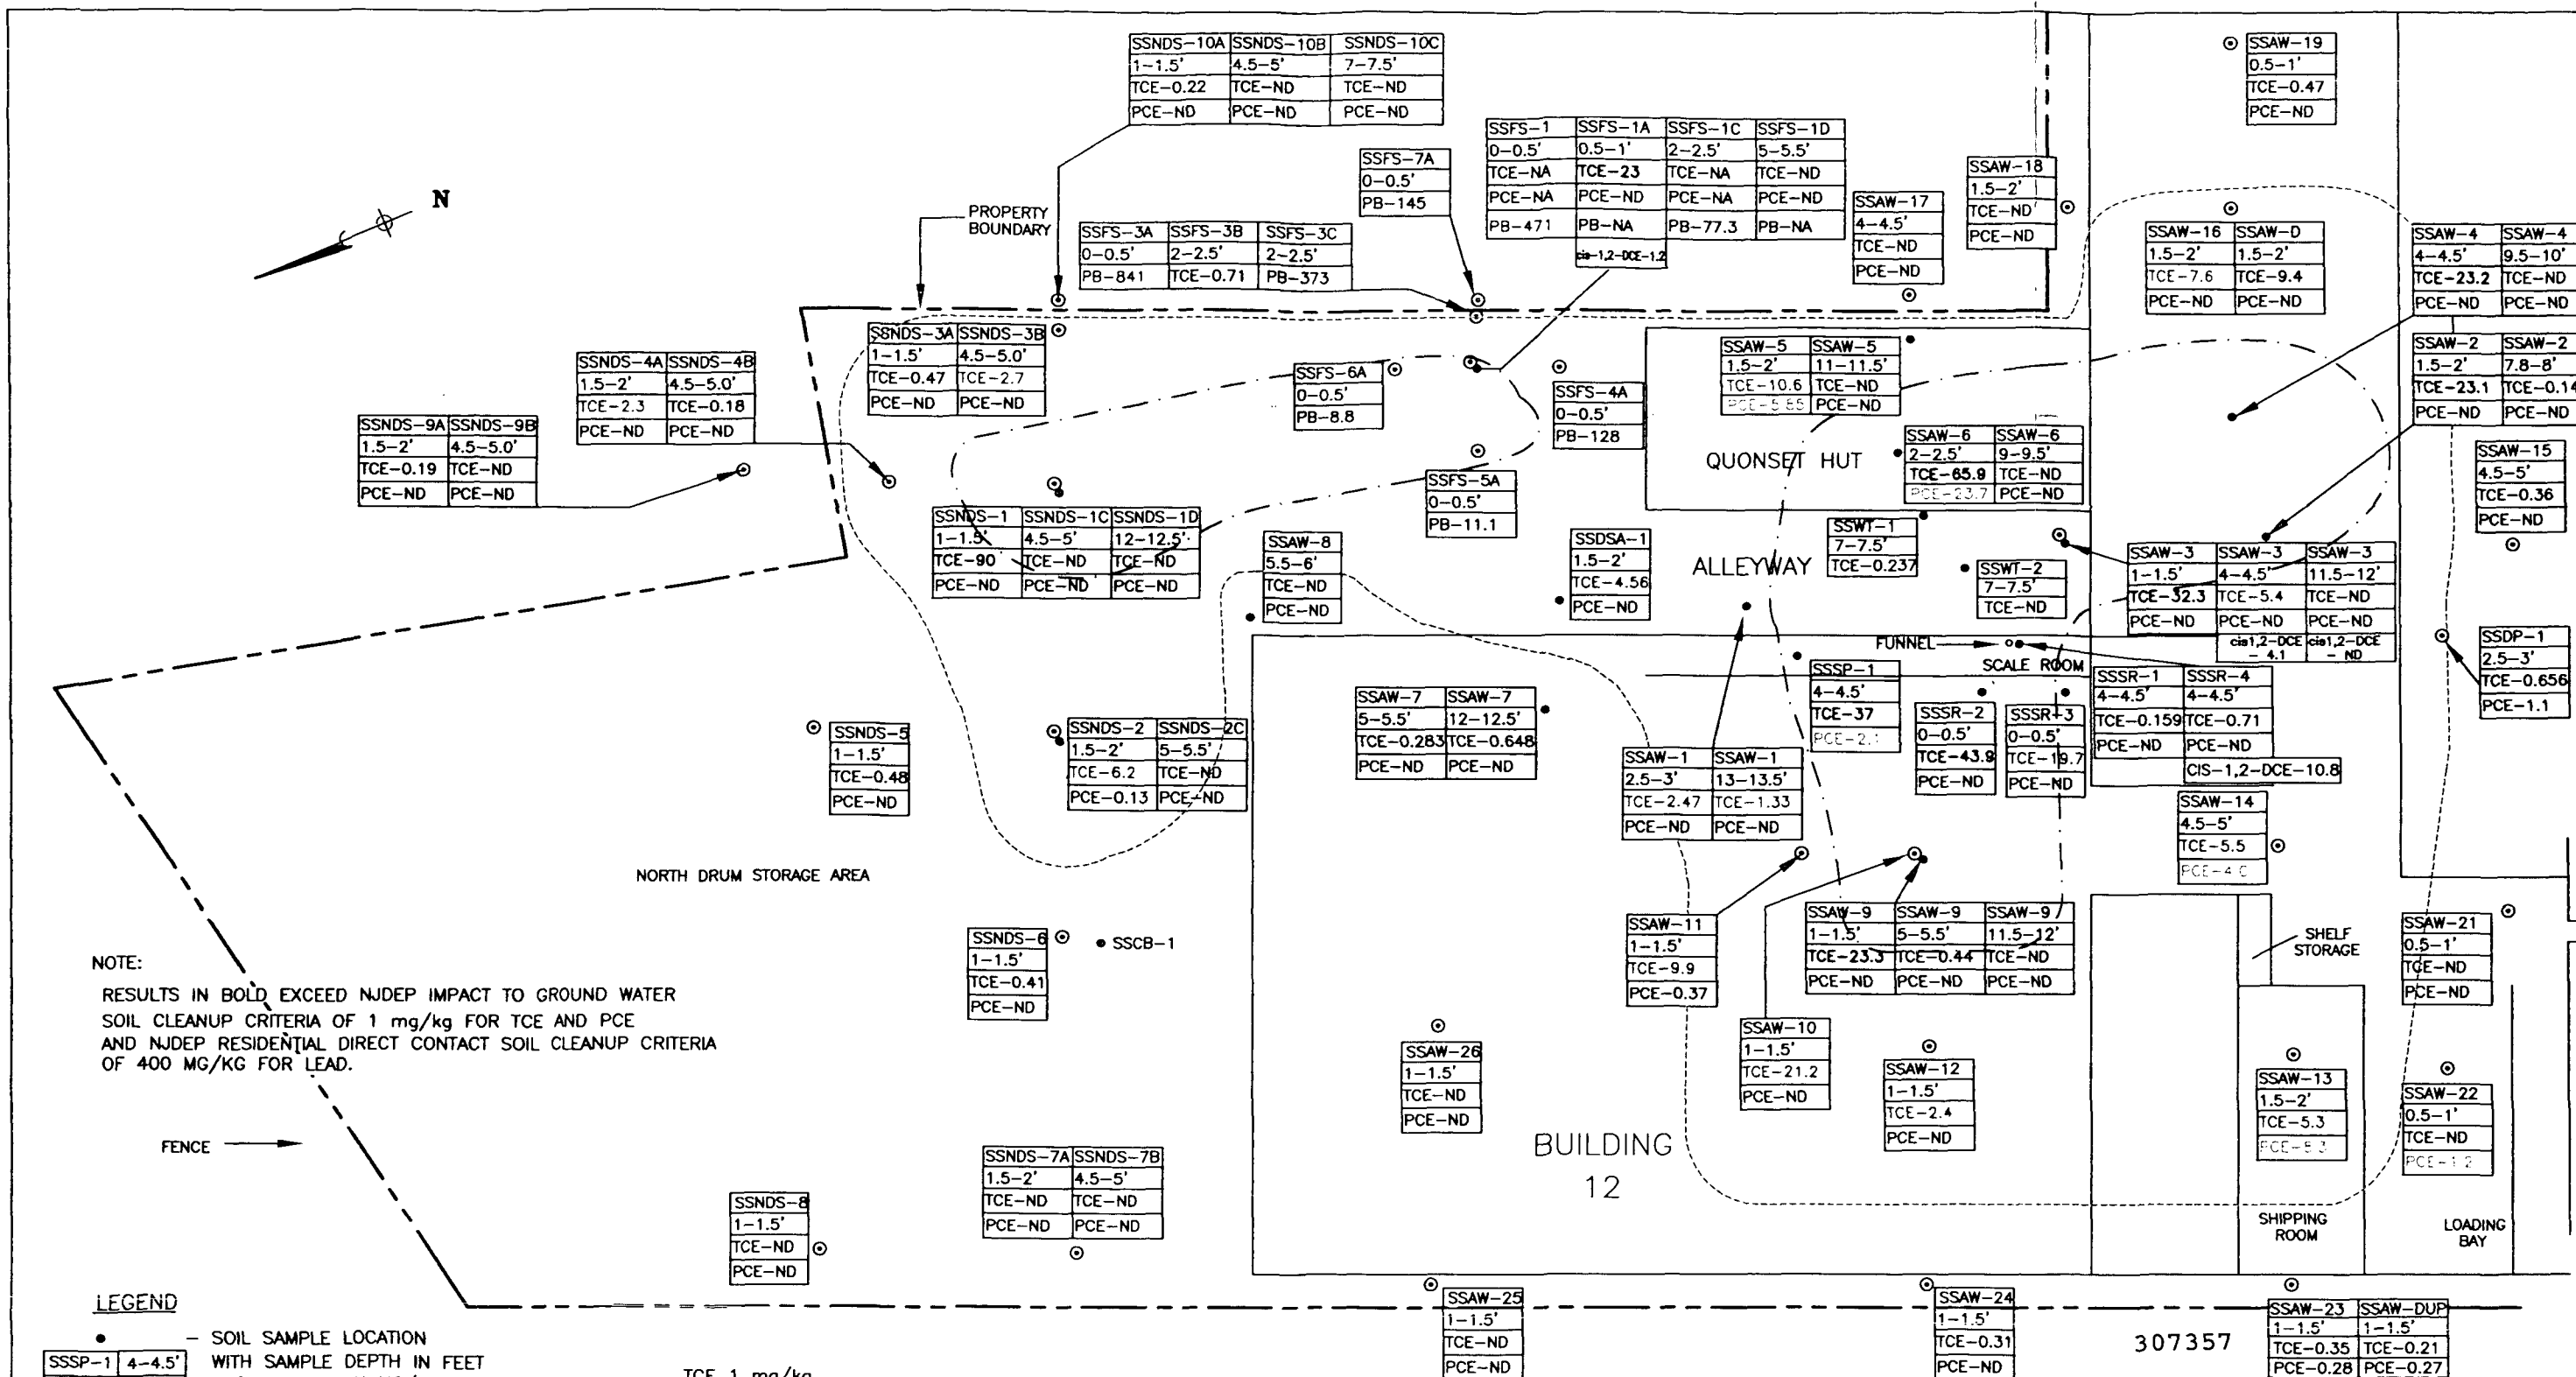 SSNDS-10A SSNDS-10B SSNDS-10C
1-1.5' 4.5-5' 7-7.5'
TCE-0.22 TCE-ND TCE-ND
PCE-ND PCE-ND PCE-ND
SSAW-19
0.5-1'
TCE-0.47
PCE-ND
SSFS-1 SSFS-1A SSFS-1C SSFS-1D
0-0.5' 0.5-1' 2-2.5' 5-5.5'
TCE-NA TCE-23 TCE-NA TCE-ND
PCE-NA PCE-ND PCE-NA PCE-ND
PB-471 PB-NA PB-77.3 PB-NA
cis-1,2-DCE-1.2
SSFS-7A
0-0.5'
PB-145
SSAW-18
1.5-2'
TCE-ND
PCE-ND
SSAW-17
4-4.5'
TCE-ND
PCE-ND
N
PROPERTY
BOUNDARY
SSFS-3A SSFS-3B SSFS-3C
0-0.5' 2-2.5' 2-2.5'
PB-841 TCE-0.71 PB-373
SSAW-16 SSAW-D
1.5-2' 1.5-2'
TCE-7.6 TCE-9.4
PCE-ND PCE-ND
SSAW-4 SSAW-4
4-4.5' 9.5-10'
TCE-23.2 TCE-ND
PCE-ND PCE-ND
SSNDS-3A SSNDS-3B
1-1.5' 4.5-5.0'
TCE-0.47 TCE-2.7
PCE-ND PCE-ND
SSNDS-4A SSNDS-4B
1.5-2' 4.5-5.0'
TCE-2.3 TCE-0.18
PCE-ND PCE-ND
SSFS-6A
0-0.5'
PB-8.8
SSFS-4A
0-0.5'
PB-128
SSAW-5 SSAW-5
1.5-2' 11-11.5'
TCE-10.6 TCE-ND
PCE-ND
SSAW-2 SSAW-2
1.5-2' 7.8-8'
TCE-23.1 TCE-0.14
PCE-ND PCE-ND
SSNDS-9A SSNDS-9B
1.5-2' 4.5-5.0'
TCE-0.19 TCE-ND
PCE-ND PCE-ND
QUONSET HUT
SSAW-6 SSAW-6
2-2.5' 9-9.5'
TCE-65.9 TCE-ND
PCE-23.7 PCE-ND
SSAW-15
4.5-5'
TCE-0.36
PCE-ND
SSFS-5A
0-0.5'
PB-11.1
SSNDS-1 SSNDS-1C SSNDS-1D
1-1.5' 4.5-5' 12-12.5'
TCE-90 TCE-ND TCE-ND
PCE-ND PCE-ND PCE-ND
SSAW-8
5.5-6'
TCE-ND
PCE-ND
SSDSA-1
1.5-2'
TCE-4.56
PCE-ND
ALLEYWAY
SSWT-1
7-7.5'
TCE-0.237
SSWT-2
7-7.5'
TCE-ND
SSAW-3 SSAW-3 SSAW-3
1-1.5' 4-4.5' 11.5-12'
TCE-32.3 TCE-5.4 TCE-ND
PCE-ND PCE-ND PCE-ND
cis1,2-DCE cis1,2-DCE
- 4.1 - ND
FUNNEL
SCALE ROOM
SSDP-1
2.5-3'
TCE-0.656
PCE-1.1
SSSP-1
4-4.5'
TCE-37
PCE-2.1
SSSR-1 SSSR-4
4-4.5' 4-4.5'
TCE-0.159 TCE-0.71
PCE-ND PCE-ND
CIS-1,2-DCE-10.8
SSAW-7 SSAW-7
5-5.5' 12-12.5'
TCE-0.283 TCE-0.648
PCE-ND PCE-ND
SSSR-2
0-0.5'
TCE-43.9
PCE-ND
SSSR-3
0-0.5'
TCE-19.7
PCE-ND
SSNDS-5
1-1.5'
TCE-0.48
PCE-ND
SSNDS-2 SSNDS-2C
1.5-2' 5-5.5'
TCE-6.2 TCE-ND
PCE-0.13 PCE-ND
SSAW-1 SSAW-1
2.5-3' 13-13.5'
TCE-2.47 TCE-1.33
PCE-ND PCE-ND
SSAW-14
4.5-5'
TCE-5.5
NORTH DRUM STORAGE AREA
SSAW-11
1-1.5'
TCE-9.9
PCE-0.37
SSAW-9 SSAW-9 SSAW-9
1-1.5' 5-5.5' 11.5-12'
TCE-23.3 TCE-0.44 TCE-ND
PCE-ND PCE-ND PCE-ND
SHELF
STORAGE
SSAW-21
0.5-1'
TCE-ND
PCE-ND
SSNDS-6
1-1.5'
TCE-0.41
PCE-ND
SSCB-1
NOTE:
RESULTS IN BOLD EXCEED NJDEP IMPACT TO GROUND WATER
SOIL CLEANUP CRITERIA OF 1 mg/kg FOR TCE AND PCE
AND NJDEP RESIDENTIAL DIRECT CONTACT SOIL CLEANUP CRITERIA
OF 400 MG/KG FOR LEAD.
SSAW-26
1-1.5'
TCE-ND
PCE-ND
SSAW-10
1-1.5'
TCE-21.2
PCE-ND
SSAW-12
1-1.5'
TCE-2.4
PCE-ND
SSAW-13
1.5-2'
TCE-5.3
SSAW-22
0.5-1'
TCE-ND
PCE-1.2
FENCE
BUILDING
12
SSNDS-7A SSNDS-7B
1.5-2' 4.5-5'
TCE-ND TCE-ND
PCE-ND PCE-ND
SSNDS-8
1-1.5'
TCE-ND
PCE-ND
SHIPPING
ROOM
LOADING
BAY
LEGEND
SSAW-25
1-1.5'
TCE-ND
PCE-ND
SSAW-24
1-1.5'
TCE-0.31
PCE-ND
307357
SSAW-23 SSAW-DUP
1-1.5' 1-1.5'
TCE-0.35 TCE-0.21
PCE-0.28 PCE-0.27
- SOIL SAMPLE LOCATION
SSSP-1 4-4.5' WITH SAMPLE DEPTH IN FEET
TCE 1 mg/kg